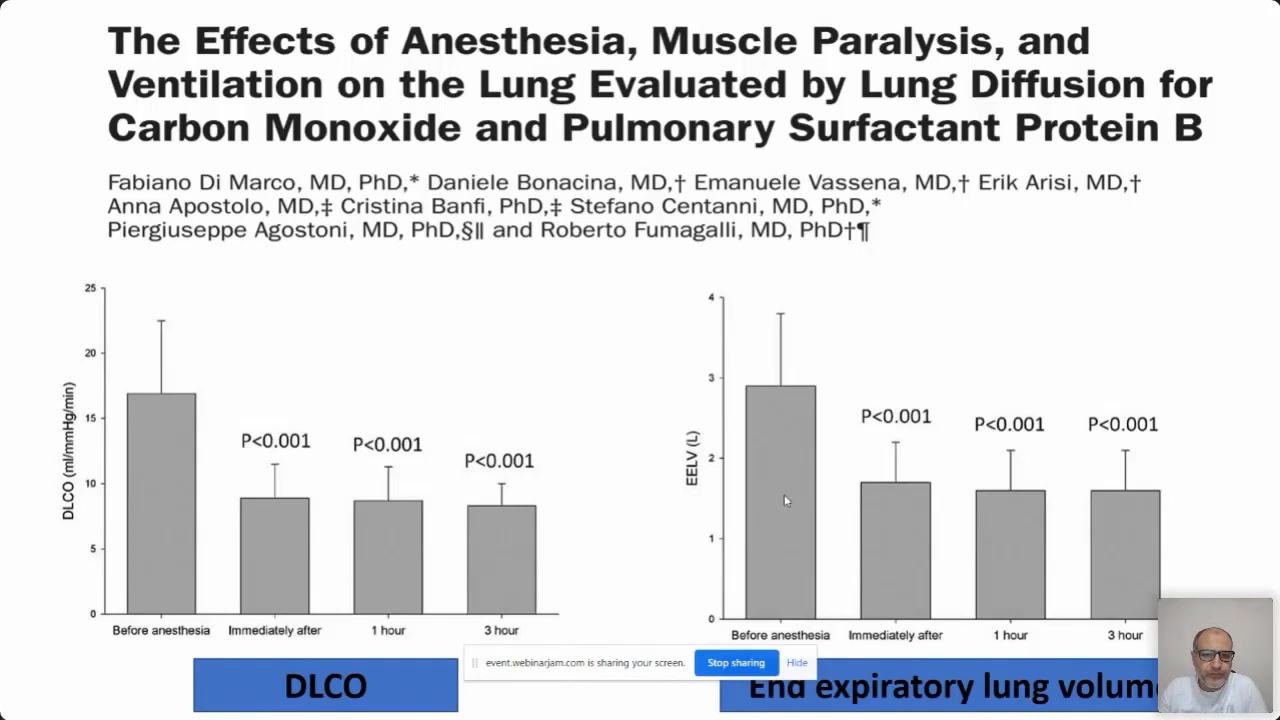 The Effects of Anesthesia, Muscle Paralysis, and
Ventilation on the Lung Evaluated by Lung Diffusion for
Carbon Monoxide and Pulmonary Surfactant Protein B
Fabiano Di Marco, MD, PhD,* Daniele Bonacina, MD,† Emanuele Vassena, MD,† Erik Arisi, MD,†
Anna Apostolo, MD,‡ Cristina Banfi, PhD,‡ Stefano Centanni, MD, PhD,*
Piergiuseppe Agostoni, MD, PhD,§‖ and Roberto Fumagalli, MD, PhD†¶
DLCO (ml/mmHg/min)
25
20
15
10
5
0
P<0.001
P<0.001
P<0.001
Before anesthesia
Immediately after
1 hour
3 hour
DLCO
EELV (L)
4
3
2
1
0
P<0.001
P<0.001
P<0.001
Before anesthesia
Immediately after
1 hour
3 hour
End expiratory lung volum
event.webinarjam.com is sharing your screen.
Stop sharing
Hide